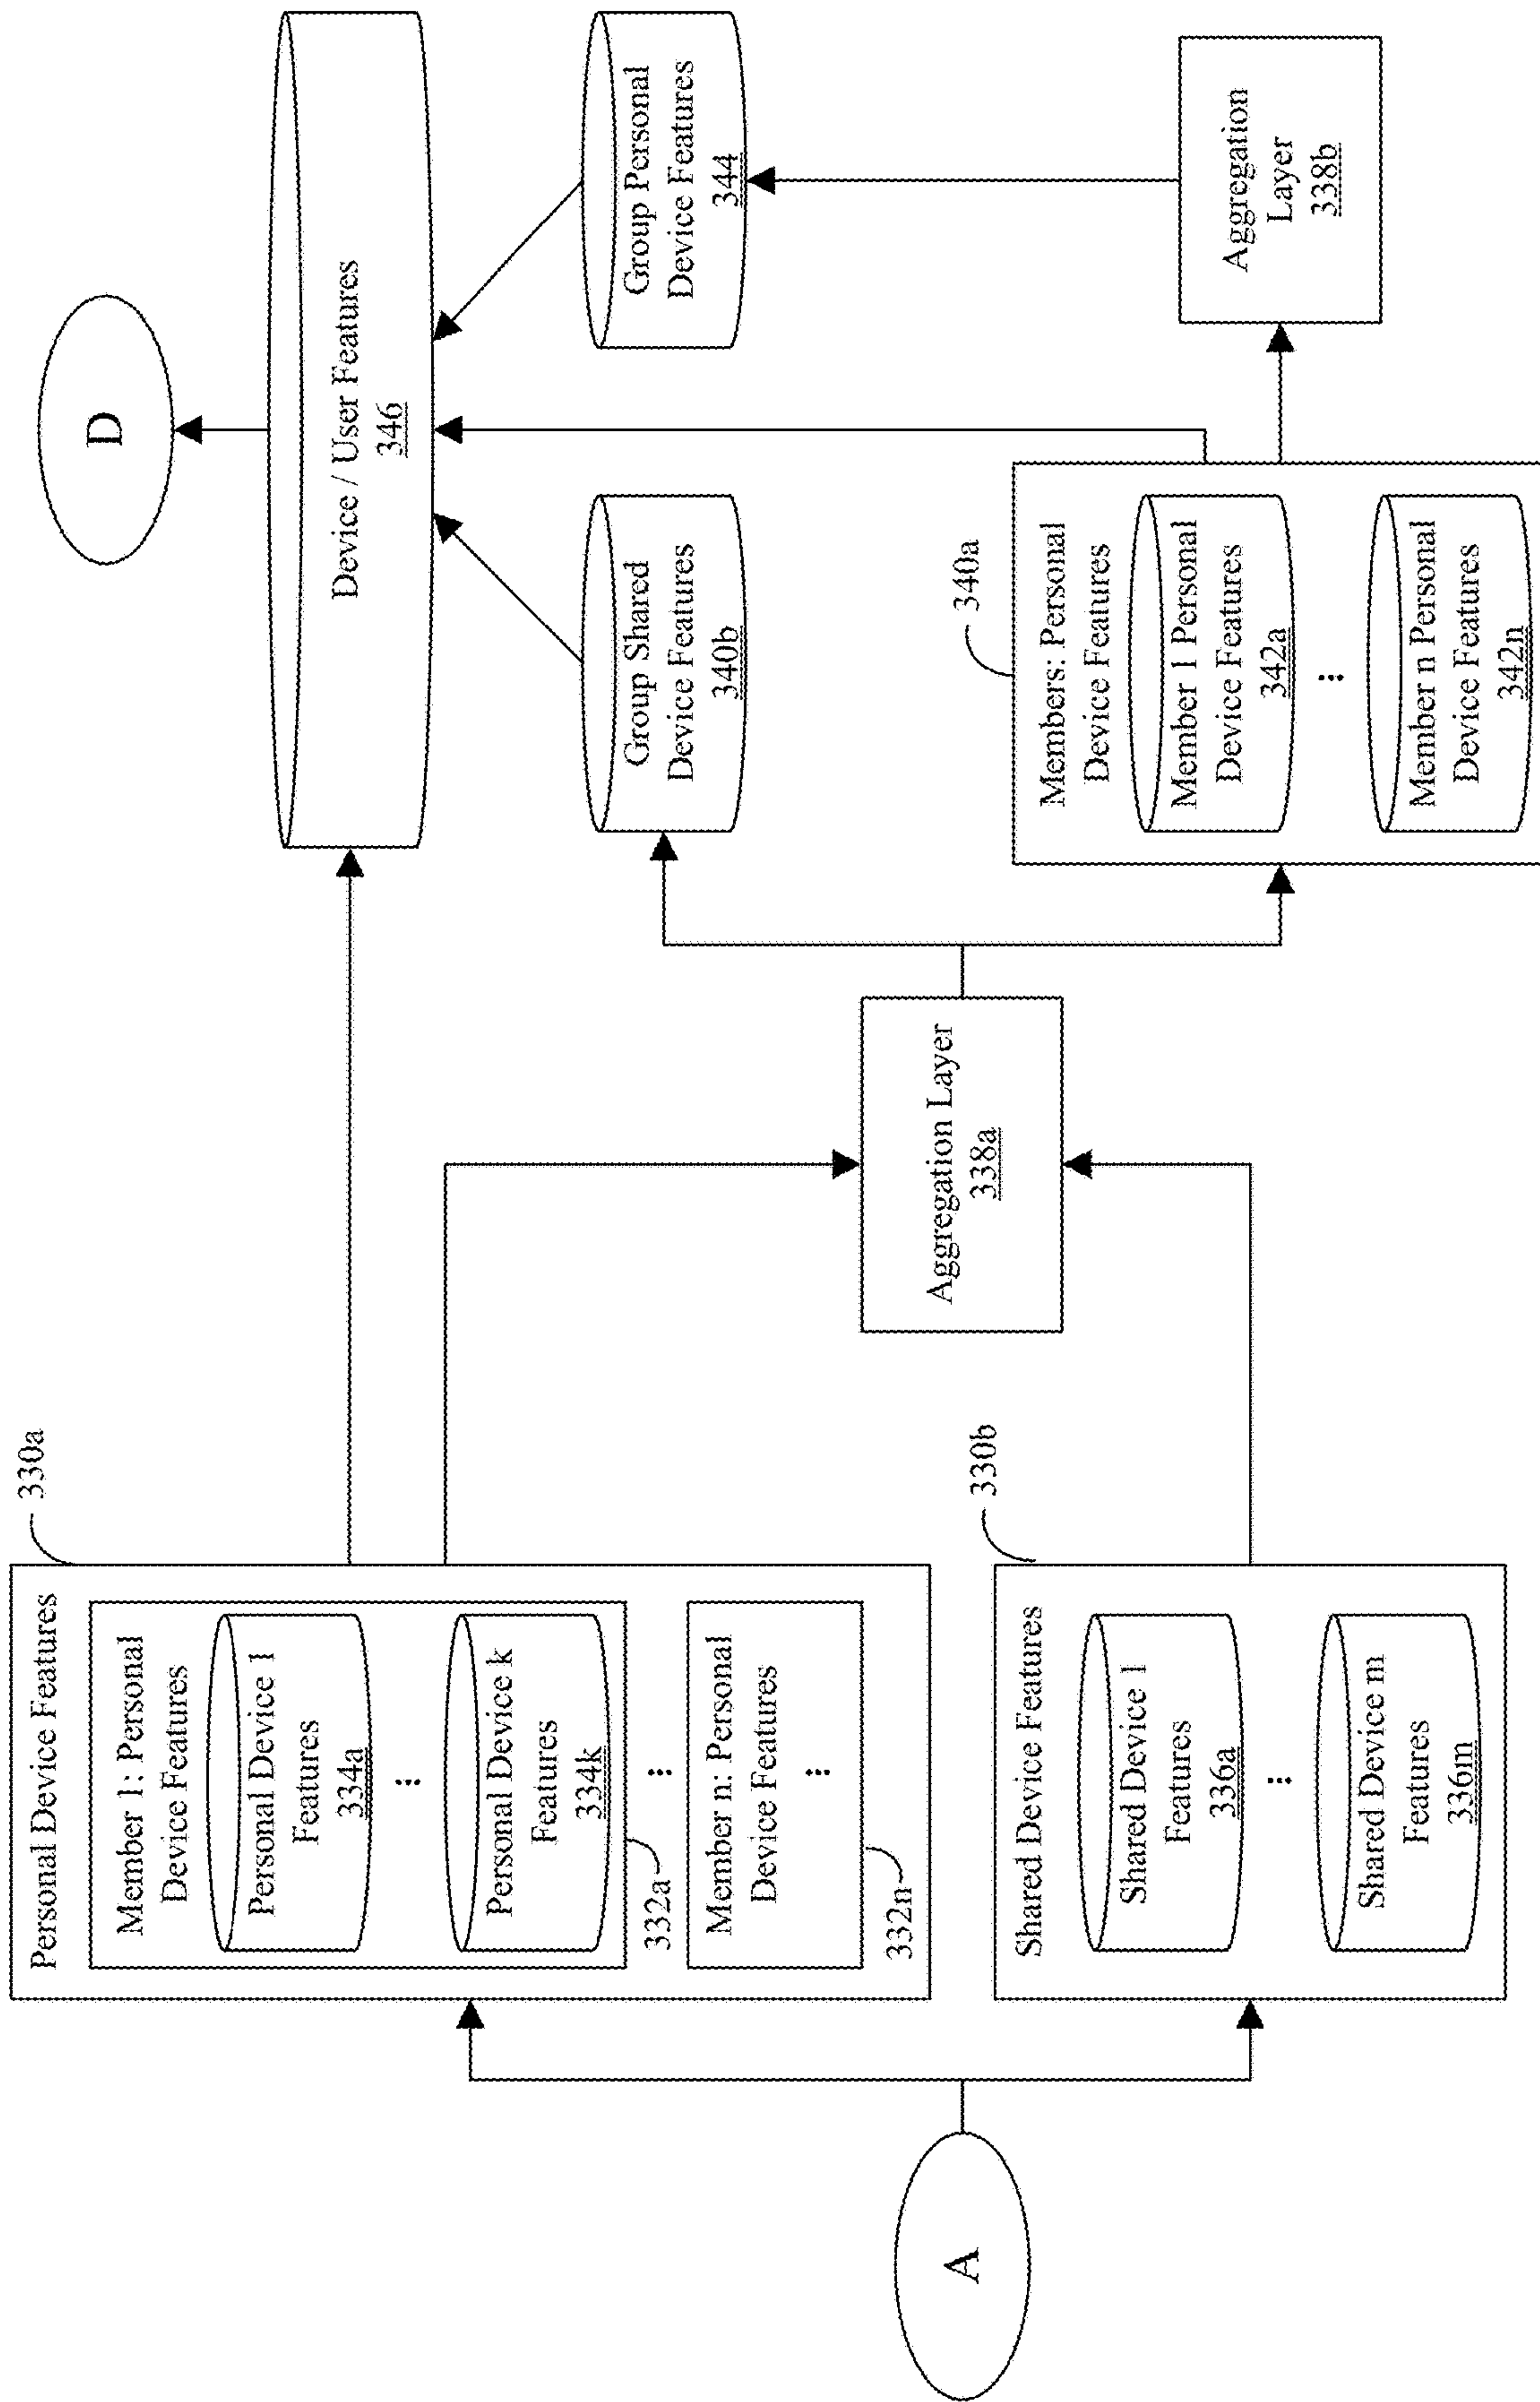 A
330a
Personal Device Features
Member 1: Personal
Device Features
Personal Device 1
Features
334a
⋮
Personal Device k
Features
334k
332a
⋮
Member n: Personal
Device Features
⋮
332n
330b
Shared Device Features
Shared Device 1
Features
336a
⋮
Shared Device m
Features
336m
Aggregation Layer
338a
D
Device / User Features
346
Group Shared
Device Features
340b
Group Personal
Device Features
344
340a
Members: Personal
Device Features
Member 1 Personal
Device Features
342a
⋮
Member n Personal
Device Features
342n
Aggregation
Layer
338b